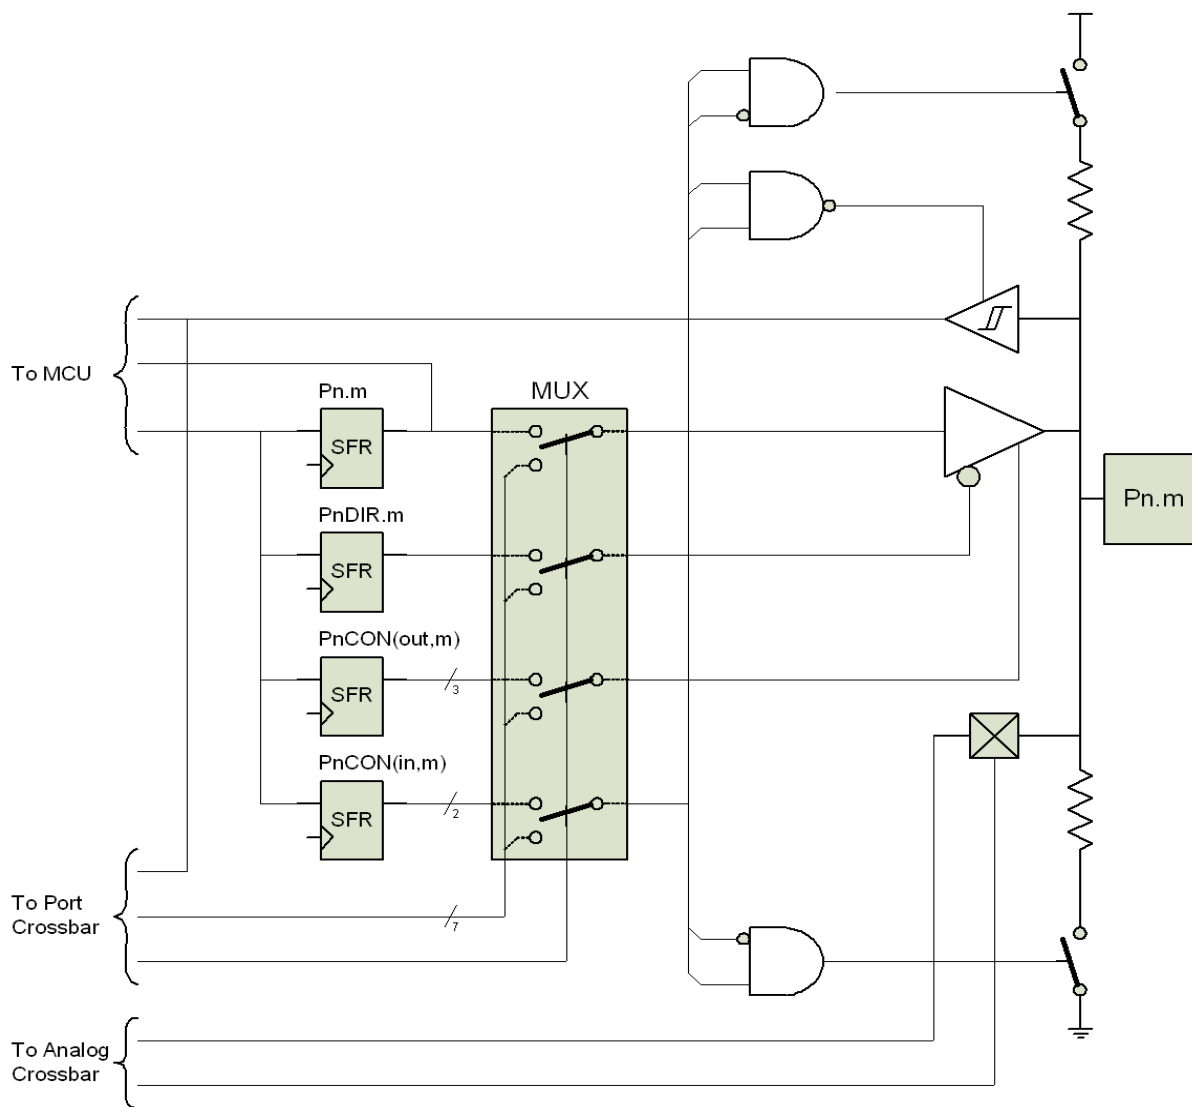 To MCU
Pn.m
SFR
MUX
Pn.m
PnDIR.m
SFR
PnCON(out,m)
SFR
3
PnCON(in,m)
SFR
2
To Port
Crossbar
7
To Analog
Crossbar